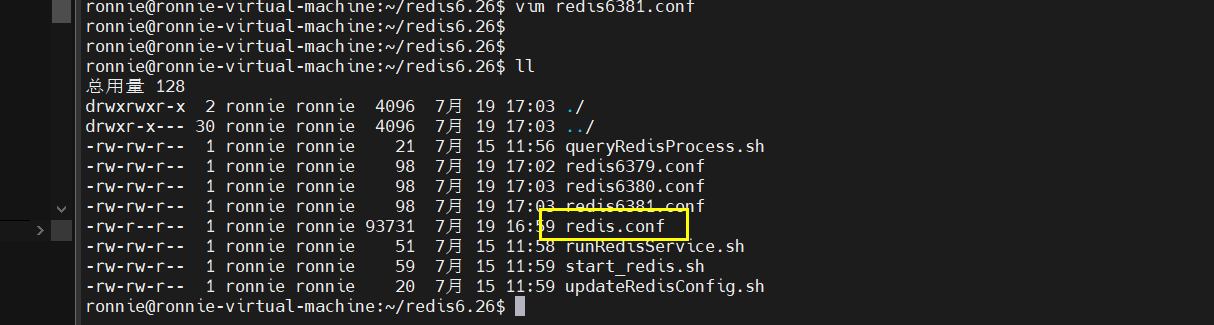 ronnie@ronnie-virtual-machine:~/redis6.26$ vim redis6381.conf
ronnie@ronnie-virtual-machine:~/redis6.26$
ronnie@ronnie-virtual-machine:~/redis6.26$
ronnie@ronnie-virtual-machine:~/redis6.26$ ll
总用量 128
drwxrwxr-x  2 ronnie ronnie  4096  7月 19 17:03 ./
drwxr-x--- 30 ronnie ronnie  4096  7月 19 17:03 ../
-rw-rw-r--  1 ronnie ronnie    21  7月 15 11:56 queryRedisProcess.sh
-rw-rw-r--  1 ronnie ronnie    98  7月 19 17:02 redis6379.conf
-rw-rw-r--  1 ronnie ronnie    98  7月 19 17:03 redis6380.conf
-rw-rw-r--  1 ronnie ronnie    98  7月 19 17:03 redis6381.conf
-rw-r--r--  1 ronnie ronnie 93731  7月 19 16:59 redis.conf
-rw-rw-r--  1 ronnie ronnie    51  7月 15 11:58 runRedisService.sh
-rw-rw-r--  1 ronnie ronnie    59  7月 15 11:59 start_redis.sh
-rw-rw-r--  1 ronnie ronnie    20  7月 15 11:59 updateRedisConfig.sh
ronnie@ronnie-virtual-machine:~/redis6.26$